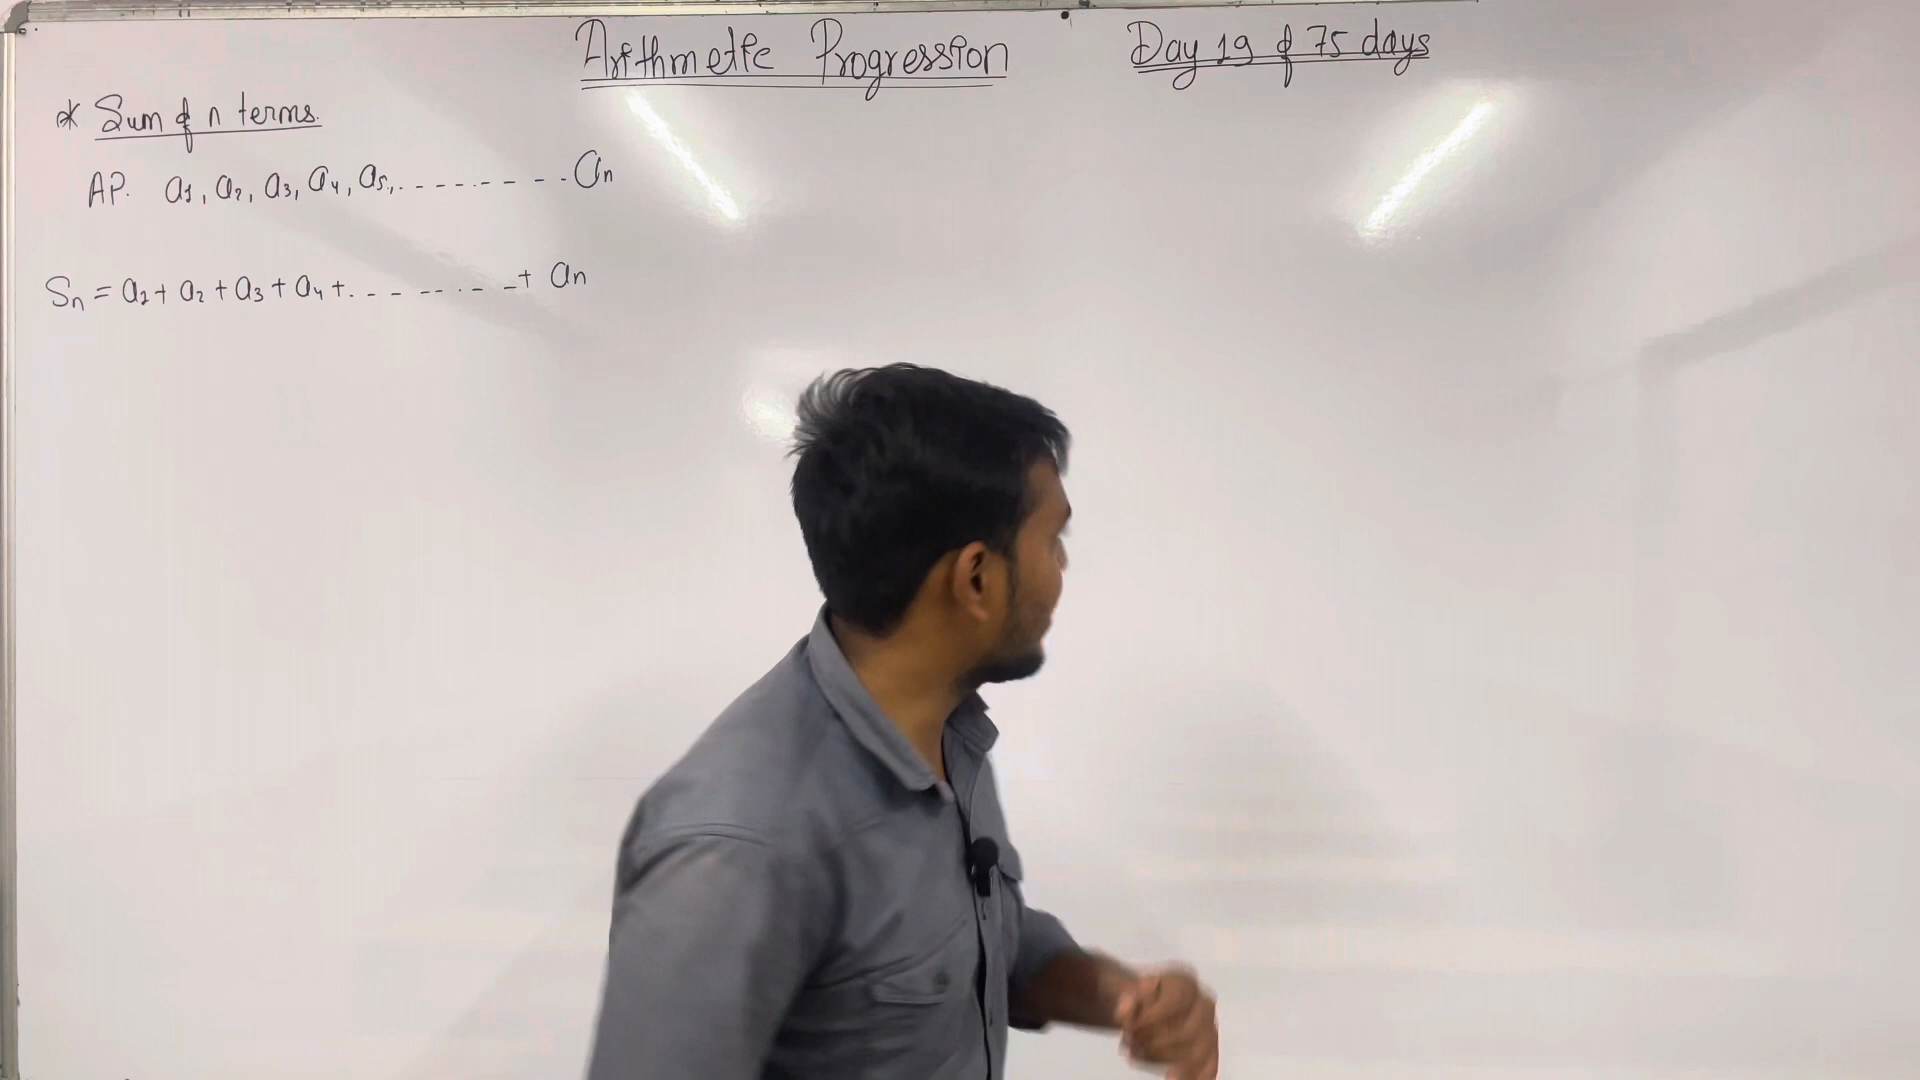 Arithmetic Progression
Day 19 of 75 days
* Sum of n terms.
AP. a1, a2, a3, a4, a5,. - - - - - - - - . an
Sn = a1 + a2 + a3 + a4 +. - - - - . - - + an